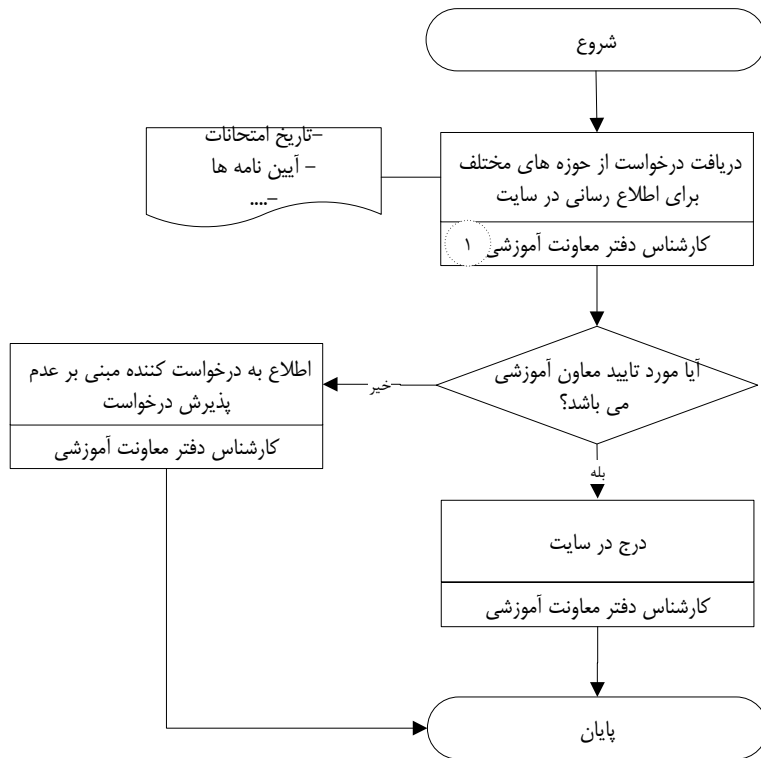 شروع
–تاریخ امتحانات
– آیین نامه ها
–....
دریافت درخواست از حوزه های مختلف
برای اطلاع رسانی در سایت
کارشناس دفتر معاونت آموزشی
۱
آیا مورد تایید معاون آموزشی
می باشد؟
خیر
اطلاع به درخواست کننده مبنی بر عدم
پذیرش درخواست
کارشناس دفتر معاونت آموزشی
بله
درج در سایت
کارشناس دفتر معاونت آموزشی
پایان